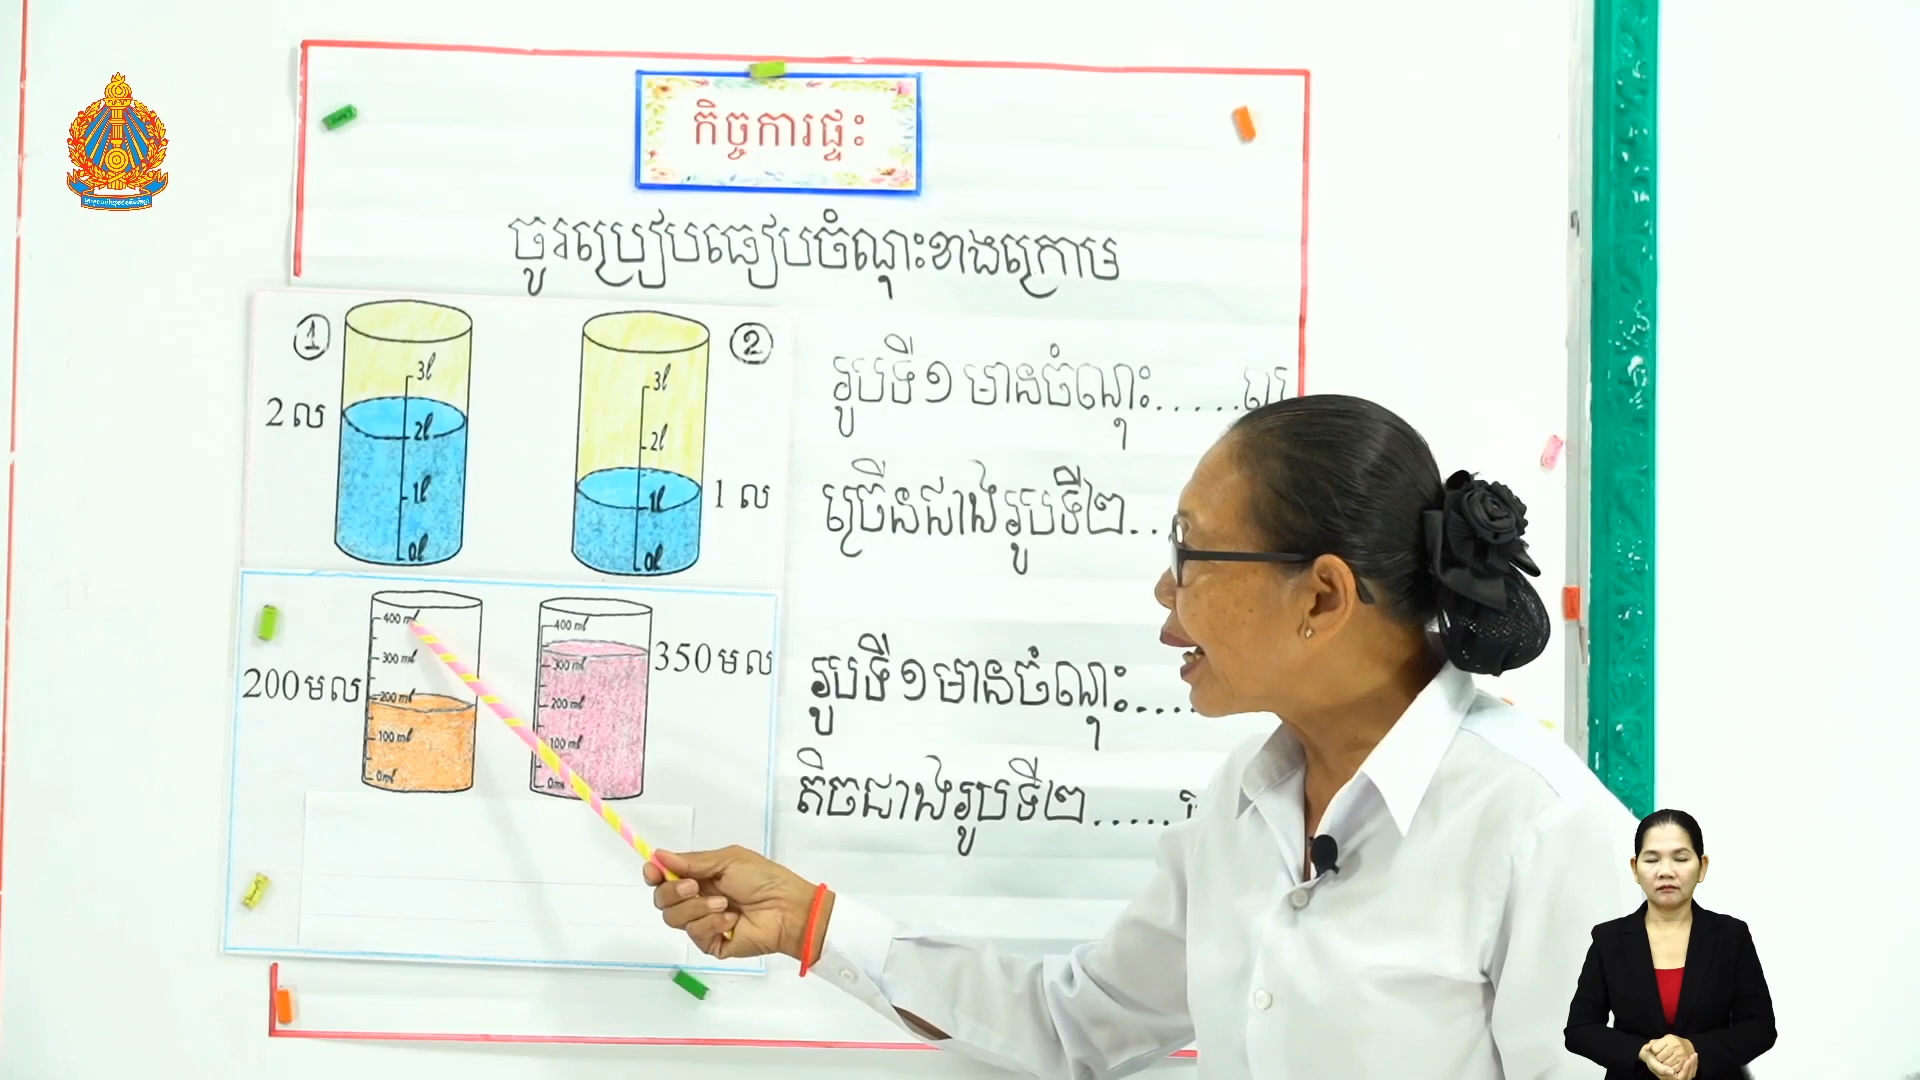 កិច្ចការផ្ទះ
ចូរប្រៀបធៀបចំណុះខាងក្រោម
1
2 ល
3l
2l
1l
0l
2
1 ល
3l
2l
1l
0l
រូបទី១ មានចំណុះ.....
ច្រើនជាងរូបទី២..
200មល
400 ml
300 ml
200 ml
100 ml
0ml
350មល
400 ml
300 ml
200 ml
100 ml
0ml
រូបទី១មានចំណុះ....
តិចជាងរូបទី២.....